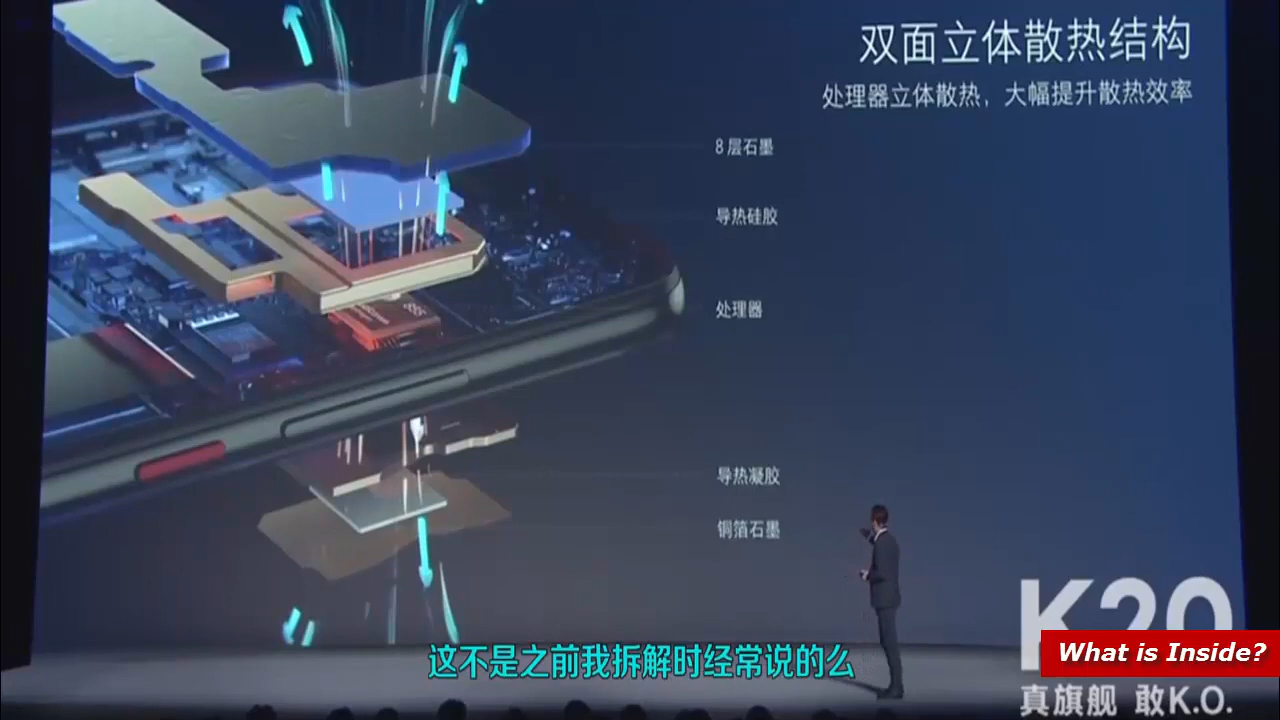 双面立体散热结构
处理器立体散热，大幅提升散热效率
8层石墨
导热硅胶
处理器
855
导热凝胶
铜箔石墨
K20
What is Inside?
这不是之前我拆解时经常说的么
真旗舰 敢K.O.